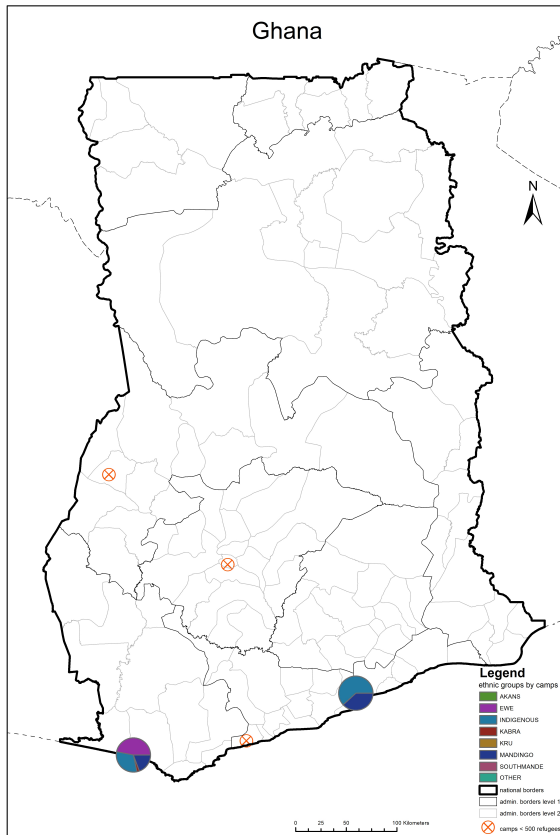 Ghana
N
Legend
ethnic groups by camps
AKANS
EWE
INDIGENOUS
KABRA
KRU
MANDINGO
SOUTHMANDE
OTHER
national borders
admin. borders level 1
admin. borders level 2
camps < 500 refugees
0 25 50 100 Kilometers